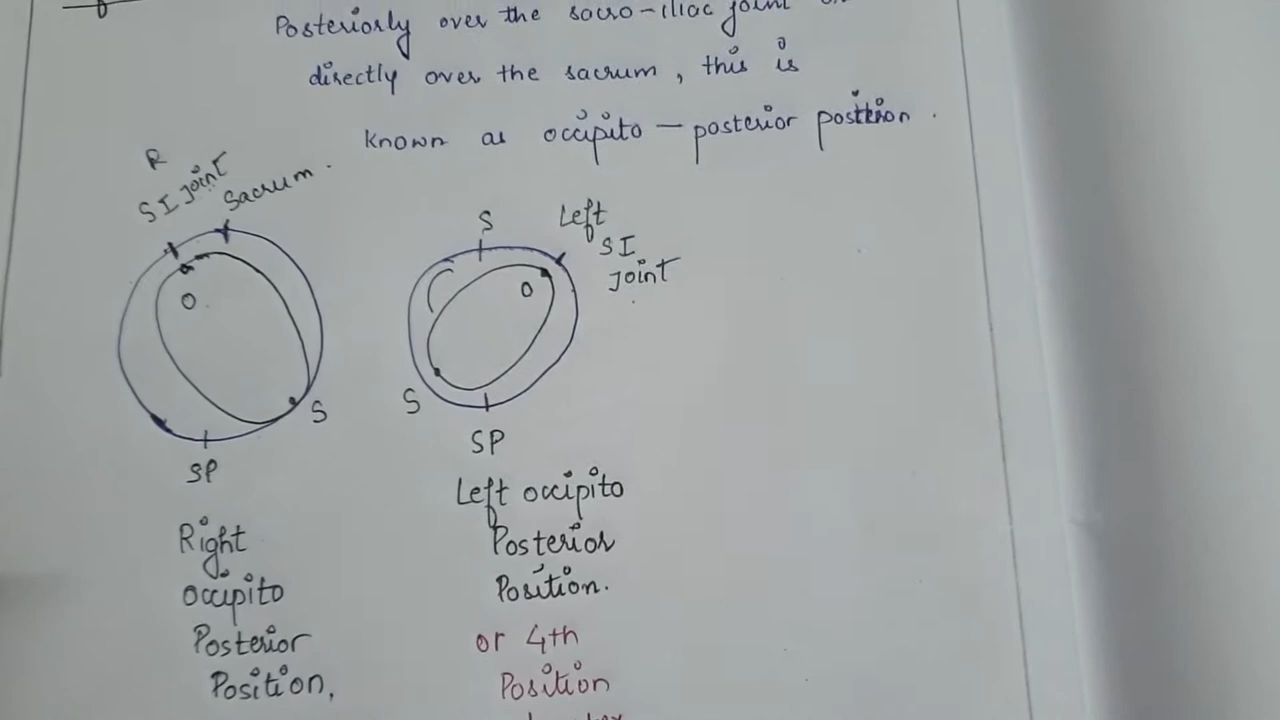 Posteriorly over the sacro-iliac joint
directly over the sacrum, this is
known as occipito-posterior position.
R
SI joint
Sacrum.
O
S
SP
Right
occipito
Posterior
Position,
S
Left
SI
joint
O
S
SP
Left occipito
Posterior
Position.
or 4th
Position